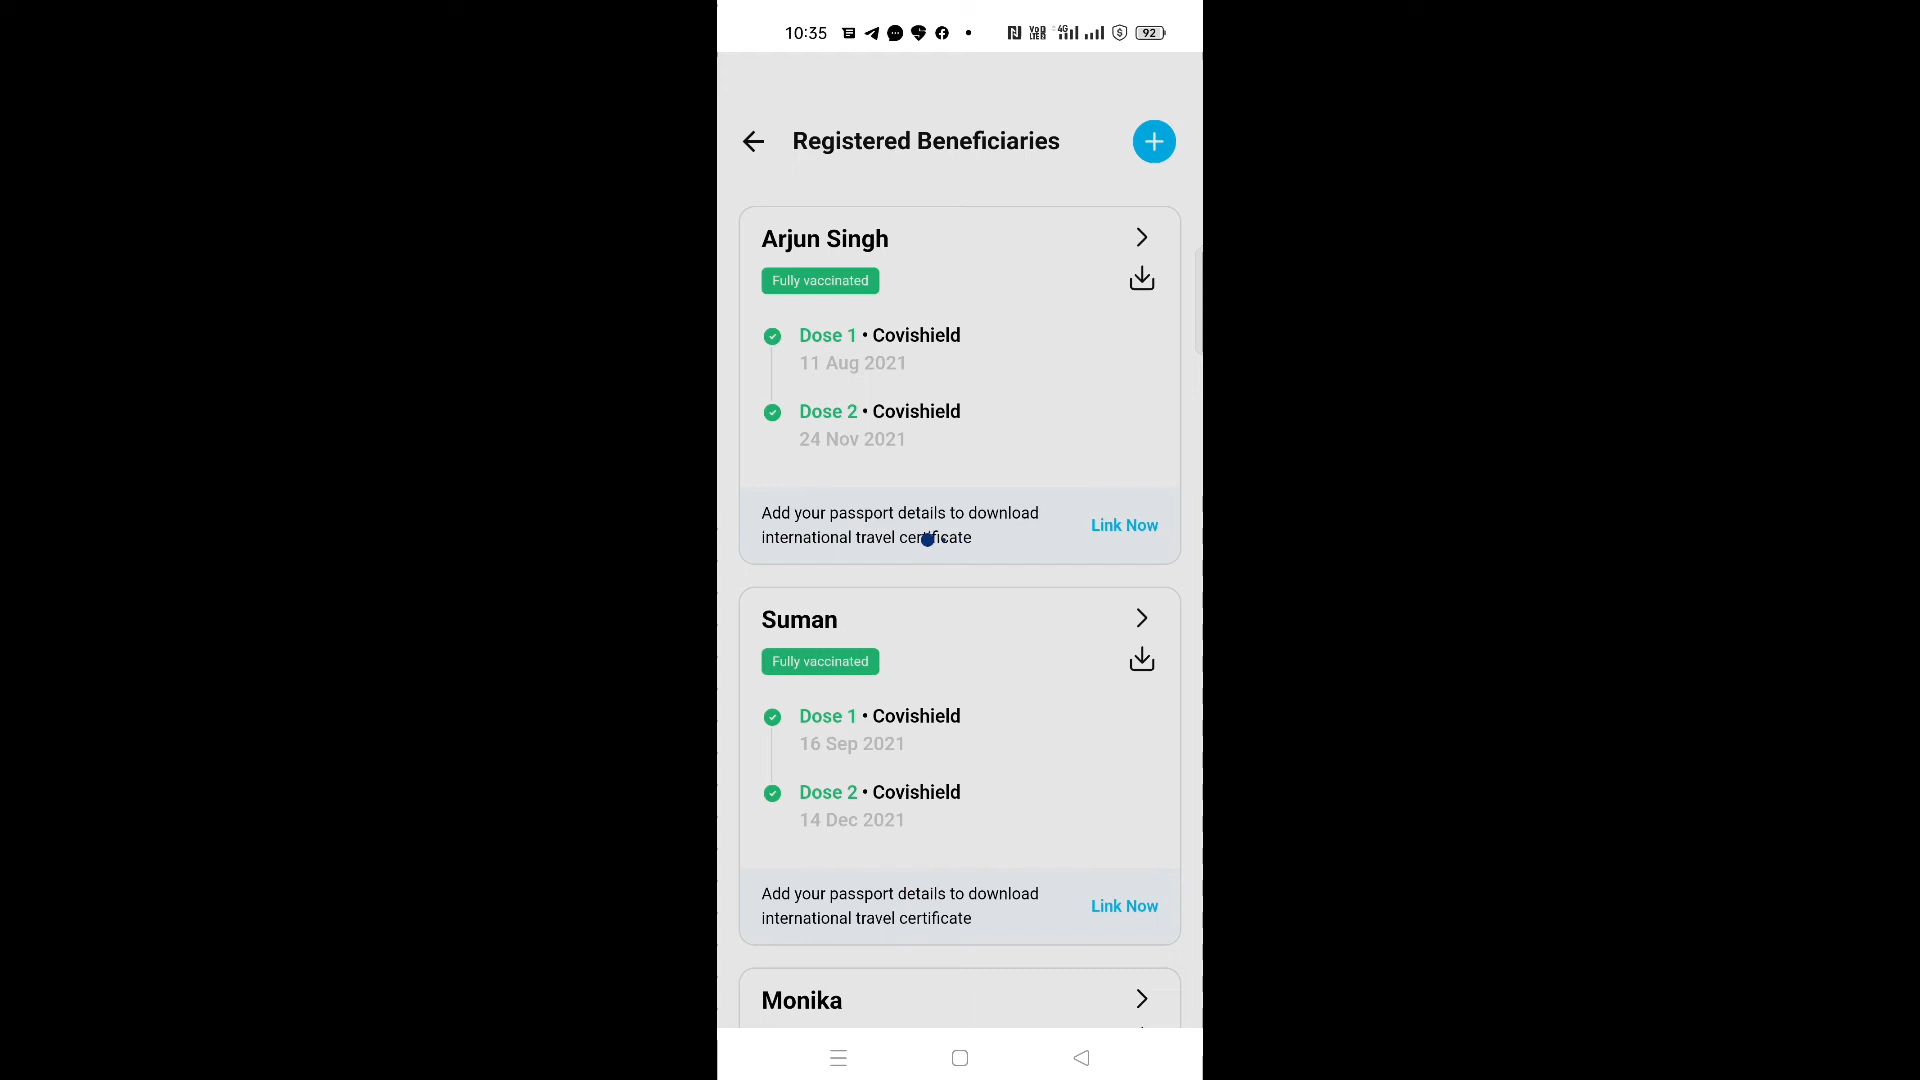 10:35
92
Registered Beneficiaries
Arjun Singh
Fully vaccinated
Dose 1 • Covishield
11 Aug 2021
Dose 2 • Covishield
24 Nov 2021
Add your passport details to download
international travel certificate
Link Now
Suman
Fully vaccinated
Dose 1 • Covishield
16 Sep 2021
Dose 2 • Covishield
14 Dec 2021
Add your passport details to download
international travel certificate
Link Now
Monika